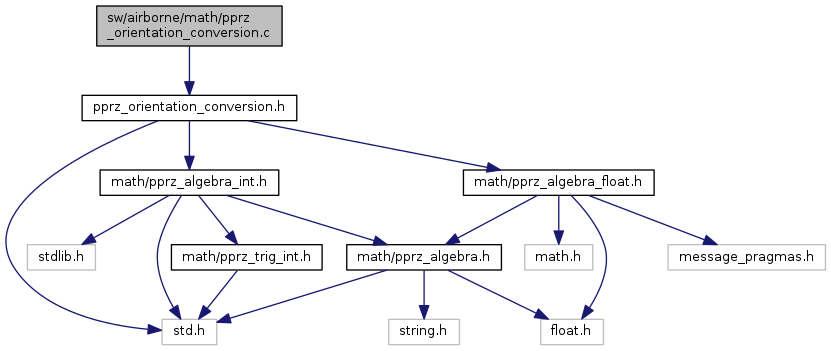 sw/airborne/math/pprz
_orientation_conversion.c
pprz_orientation_conversion.h
math/pprz_algebra_int.h
math/pprz_algebra_float.h
stdlib.h
math/pprz_trig_int.h
math/pprz_algebra.h
math.h
message_pragmas.h
std.h
string.h
float.h